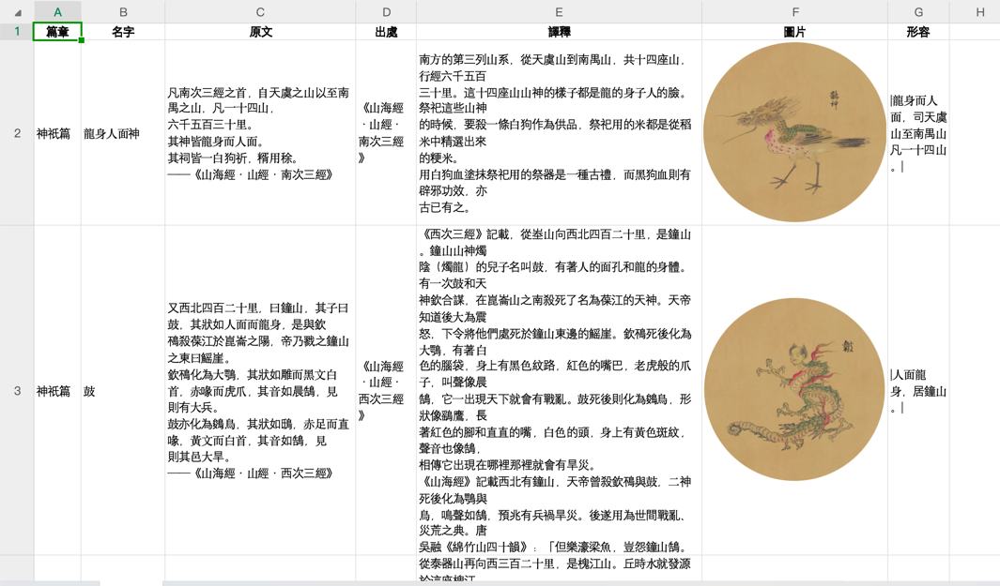 A B C D E F G H
1 篇章 名字 原文 出處 譯釋 圖片 形容
2
神祇篇
龍身人面神
凡南次三經之首，自天虞之山以至南
禺之山，凡一十四山，
六千五百三十里。
其神皆龍身而人面。
其祠皆一白狗祈，糈用稌。
——《山海經・山經・南次三經》
《山海經
・山經・
南次三經
》
南方的第三列山系，從天虞山到南禺山，共十四座山，
行經六千五百
三十里。這十四座山山神的樣子都是龍的身子人的臉。
祭祀這些山神
的時候，要殺一條白狗作為供品，祭祀用的米都是從稻
米中精選出來
的粳米。
用白狗血塗抹祭祀用的祭器是一種古禮，而黑狗血則有
辟邪功效，亦
古已有之。
鵲神
|龍身而人
面，司天虞
山至南禺山
凡一十四山
。|
3
神祇篇
鼓
又西北四百二十里，曰鐘山，其子曰
鼓，其狀如人面而龍身，是與欽
䲹殺葆江於崑崙之陽，帝乃戮之鐘山
之東曰䍃崖。
欽䲹化為大鶚，其狀如雕而黑文白
首，赤喙而虎爪，其音如晨鵠，見
則有大兵。
鼓亦化為鵕鳥，其狀如鴟，赤足而直
喙，黃文而白首，其音如鵠，見
則其邑大旱。
——《山海經・山經・西次三經》
《山海經
・山經・
西次三經
》
《西次三經》記載，從峚山向西北四百二十里，是鐘山
。鐘山山神燭
陰（燭龍）的兒子名叫鼓，有著人的面孔和龍的身體。
有一次鼓和天
神欽合謀，在崑崙山之南殺死了名為葆江的天神。天帝
知道後大為震
怒，下令將他們處死於鐘山東邊的䍃崖。欽䲹死後化為
大鶚，有著白
色的腦袋，身上有黑色紋路，紅色的嘴巴，老虎般的爪
子，叫聲像晨
鵠，它一出現天下就會有戰亂。鼓死後則化為鵕鳥，形
狀像鷂鷹，長
著紅色的腳和直直的嘴，白色的頭，身上有黃色斑紋，
聲音也像鵠，
相傳它出現在哪裡那裡就會有旱災。
《山海經》記載西北有鐘山，天帝曾殺欽䲹與鼓，二神
死後化為鶚與
鳥，鳴聲如鵠，預兆有兵禍旱災。後遂用為世間戰亂、
災荒之典。唐
吳融《綿竹山四十韻》：「但樂濠梁魚，豈怨鐘山鵠。
鼓
|人面龍
身，居鐘山
。|
從泰器山再向西三百二十里，是槐江山。丘時水就發源
於這座槐江